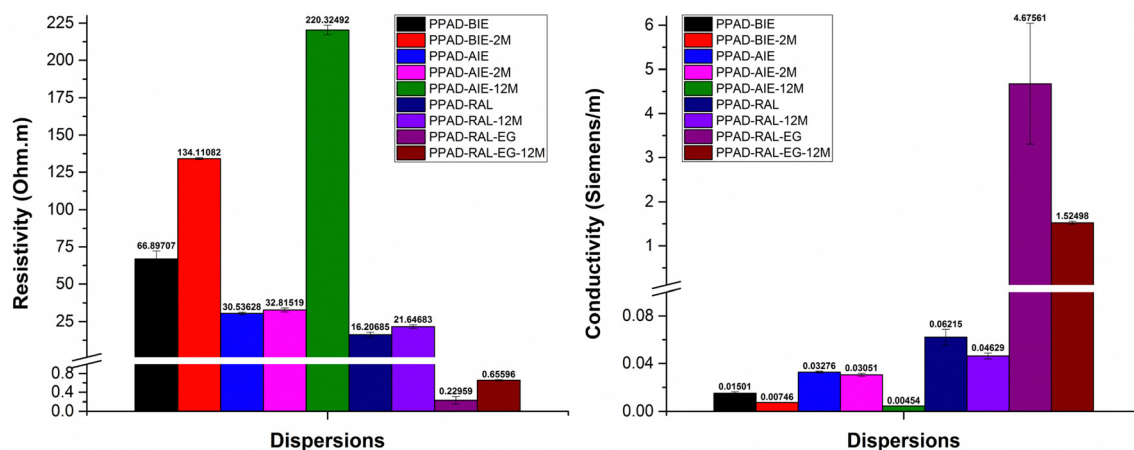 Resistivity (Ohm.m)
225
200
175
150
125
100
75
50
25
0.8
0.4
0.0
66.89707
134.11082
30.53628
32.81519
220.32492
16.20685
21.64683
0.22959
0.65596
PPAD-BIE
PPAD-BIE-2M
PPAD-AIE
PPAD-AIE-2M
PPAD-AIE-12M
PPAD-RAL
PPAD-RAL-12M
PPAD-RAL-EG
PPAD-RAL-EG-12M
Dispersions
Conductivity (Siemens/m)
6
5
4
3
2
1
0.08
0.04
0.00
PPAD-BIE
PPAD-BIE-2M
PPAD-AIE
PPAD-AIE-2M
PPAD-AIE-12M
PPAD-RAL
PPAD-RAL-12M
PPAD-RAL-EG
PPAD-RAL-EG-12M
0.01501
0.00746
0.03276
0.03051
0.00454
0.06215
0.04629
4.67561
1.52498
Dispersions